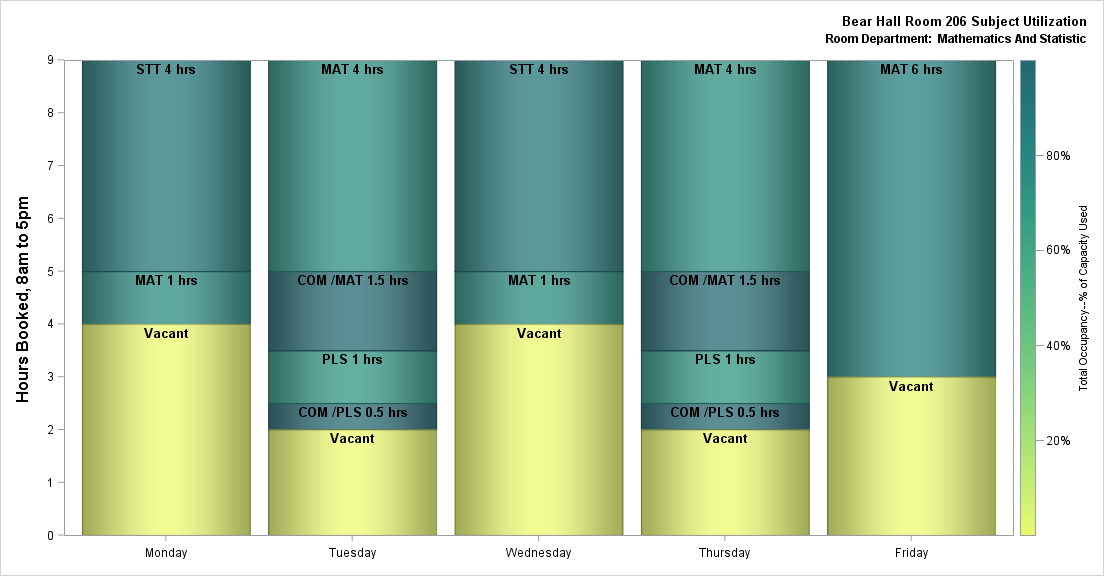 Bear Hall Room 206 Subject Utilization
Room Department: Mathematics And Statistic
Hours Booked, 8am to 5pm
9
8
7
6
5
4
3
2
1
0
STT 4 hrs
MAT 1 hrs
Vacant
Monday
MAT 4 hrs
COM /MAT 1.5 hrs
PLS 1 hrs
COM /PLS 0.5 hrs
Vacant
Tuesday
STT 4 hrs
MAT 1 hrs
Vacant
Wednesday
MAT 4 hrs
COM /MAT 1.5 hrs
PLS 1 hrs
COM /PLS 0.5 hrs
Vacant
Thursday
MAT 6 hrs
Vacant
Friday
80%
60%
40%
20%
Total Occupancy--% of Capacity Used